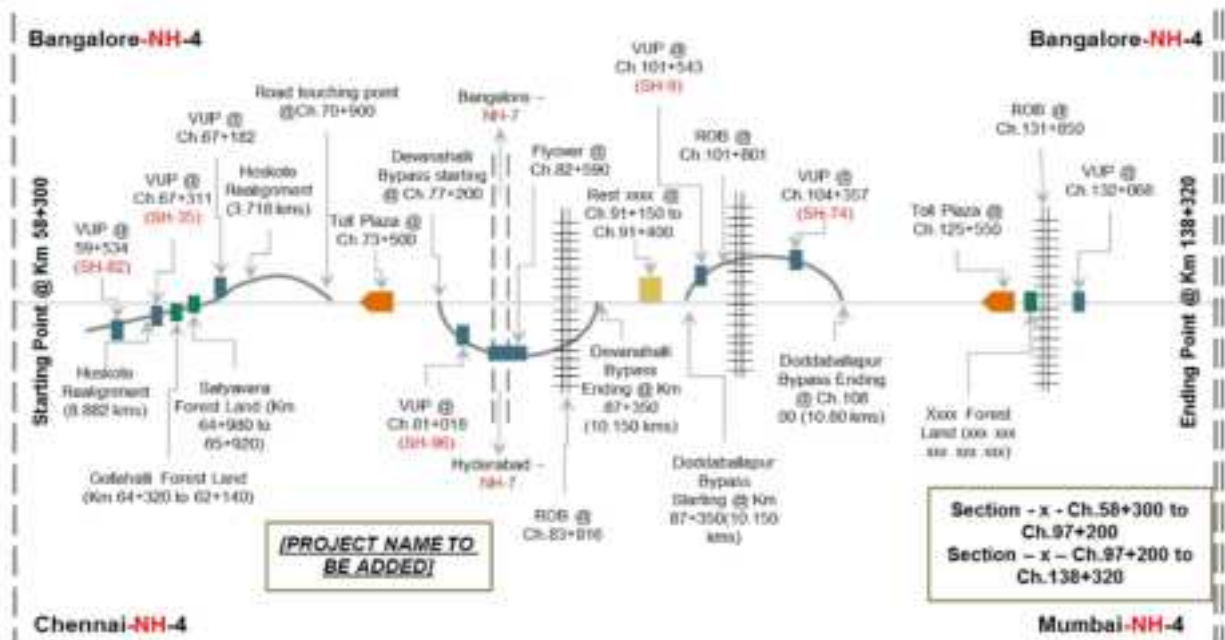 Bangalore-NH-4
Bangalore-NH-4
Starting Point @ Km 58+300
VUP @
59+534
(SH-82)
VUP @
Ch.67+311
(SH-35)
VUP @
Ch.67+182
Hoskote
Realignment
(3.718 kms)
Road touching point
@Ch.70+900
Toll Plaza @
Ch.73+500
Devanahalli
Bypass starting
@ Ch.77+200
Bangalore –
NH-7
Flyover @
Ch.82+590
VUP @
Ch.101+543
(SH-9)
Rest xxxx @
Ch.91+150 to
Ch.91+400
ROB @
Ch.101+801
VUP @
Ch.104+357
(SH-74)
Toll Plaza @
Ch.125+550
ROB @
Ch.131+850
VUP @
Ch.132+068
Ending Point @ Km 138+320
Hoskote
Realignment
(8.882 kms)
Gollahalli Forest Land
(Km 64+320 to 62+140)
Satyavara
Forest Land (Km
64+980 to
65+920)
VUP @
Ch.81+018
(SH-96)
Hyderabad –
NH-7
ROB @
Ch.83+816
Devanahalli
Bypass
Ending @ Km
87+350
(10.150 kms)
Doddaballapur
Bypass
Starting @ Km
87+350(10.150
kms)
Doddaballapur
Bypass Ending
@ Ch.108
00 (10.80 kms)
Xxxx Forest
Land (xxx xxx
xxx xxx xxx)
[PROJECT NAME TO
BE ADDED]
Section - x - Ch.58+300 to
Ch.97+200
Section – x – Ch.97+200 to
Ch.138+320
Chennai-NH-4
Mumbai-NH-4